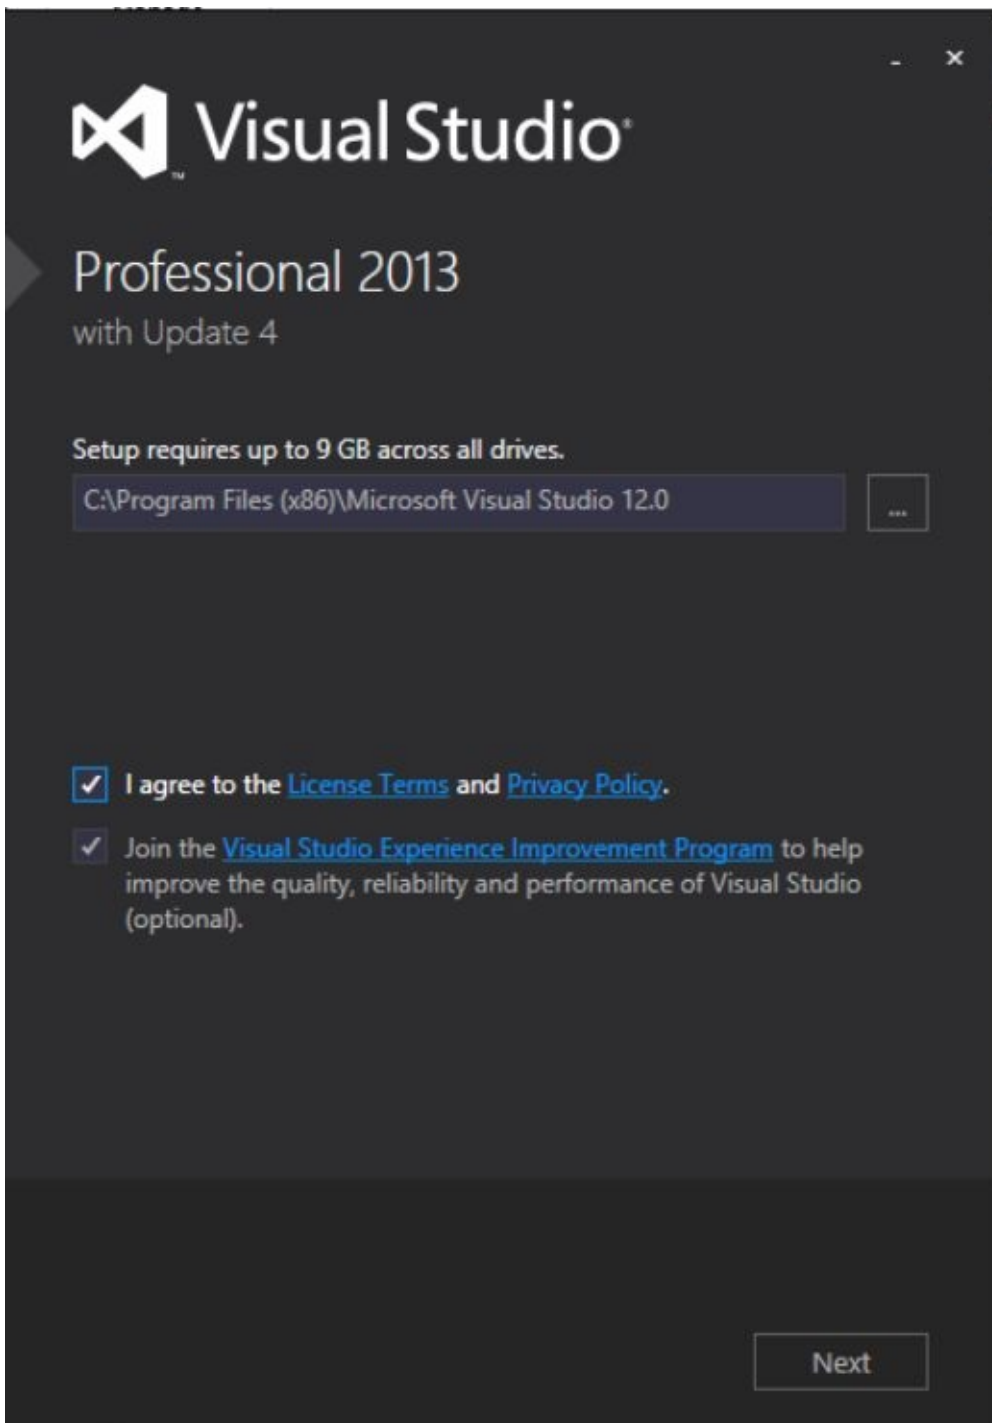 Visual Studio®
™
Professional 2013
with Update 4
Setup requires up to 9 GB across all drives.
C:\Program Files (x86)\Microsoft Visual Studio 12.0
...
I agree to the License Terms and Privacy Policy.
Join the Visual Studio Experience Improvement Program to help
improve the quality, reliability and performance of Visual Studio
(optional).
Next